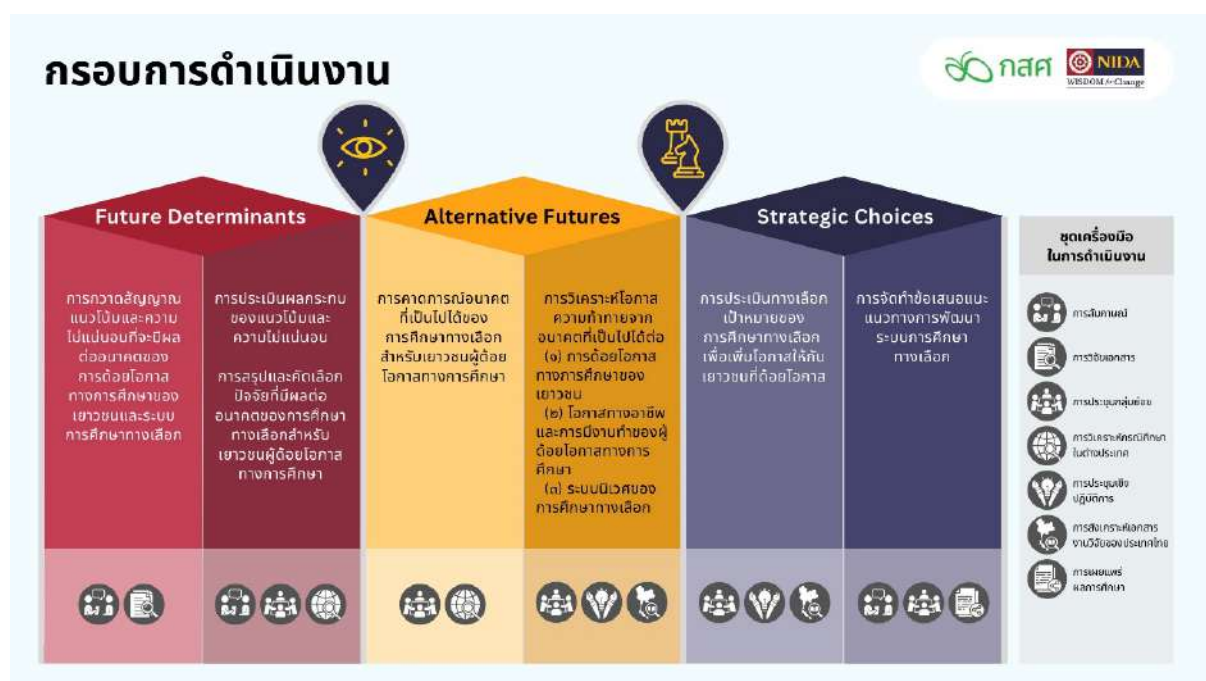 กรอบการดำเนินงาน
กสศ
NIDA
WISDOM for Change
Future Determinants
Alternative Futures
Strategic Choices
การกวาดสัญญาณ
แนวโน้มและความ
ไม่แน่นอนที่จะมีผล
ต่ออนาคตของ
การด้อยโอกาส
ทางการศึกษาของ
เยาวชนและระบบ
การศึกษาทางเลือก
การประเมินผลกระทบ
ของแนวโน้มและ
ความไม่แน่นอน
การสรุปและคัดเลือก
ปัจจัยที่มีผลต่อ
อนาคตของการศึกษา
ทางเลือกสำหรับ
เยาวชนผู้ด้อยโอกาส
ทางการศึกษา
การคาดการณ์อนาคต
ที่เป็นไปได้ของ
การศึกษาทางเลือก
สำหรับเยาวชนผู้ด้อย
โอกาสทางการศึกษา
การวิเคราะห์โอกาส
ความท้าทายจาก
อนาคตที่เป็นไปได้ต่อ
(๑) การด้อยโอกาส
ทางการศึกษาของ
เยาวชน
(๒) โอกาสทางอาชีพ
และการมีงานทำของผู้
ด้อยโอกาสทางการ
ศึกษา
(๓) ระบบนิเวศของ
การศึกษาทางเลือก
การประเมินทางเลือก
เป้าหมายของ
การศึกษาทางเลือก
เพื่อเพิ่มโอกาสให้กับ
เยาวชนที่ด้อยโอกาส
การจัดทำข้อเสนอแนะ
แนวทางการพัฒนา
ระบบการศึกษา
ทางเลือก
ชุดเครื่องมือ
ในการดำเนินงาน
การสัมภาษณ์
การวิจัยเอกสาร
การประชุมกลุ่มย่อย
การวิเคราะห์กรณีศึกษา
ในต่างประเทศ
การประชุมเชิง
ปฏิบัติการ
การสังเคราะห์เอกสาร
งานวิจัยของประเทศไทย
การเผยแพร่
ผลการศึกษา